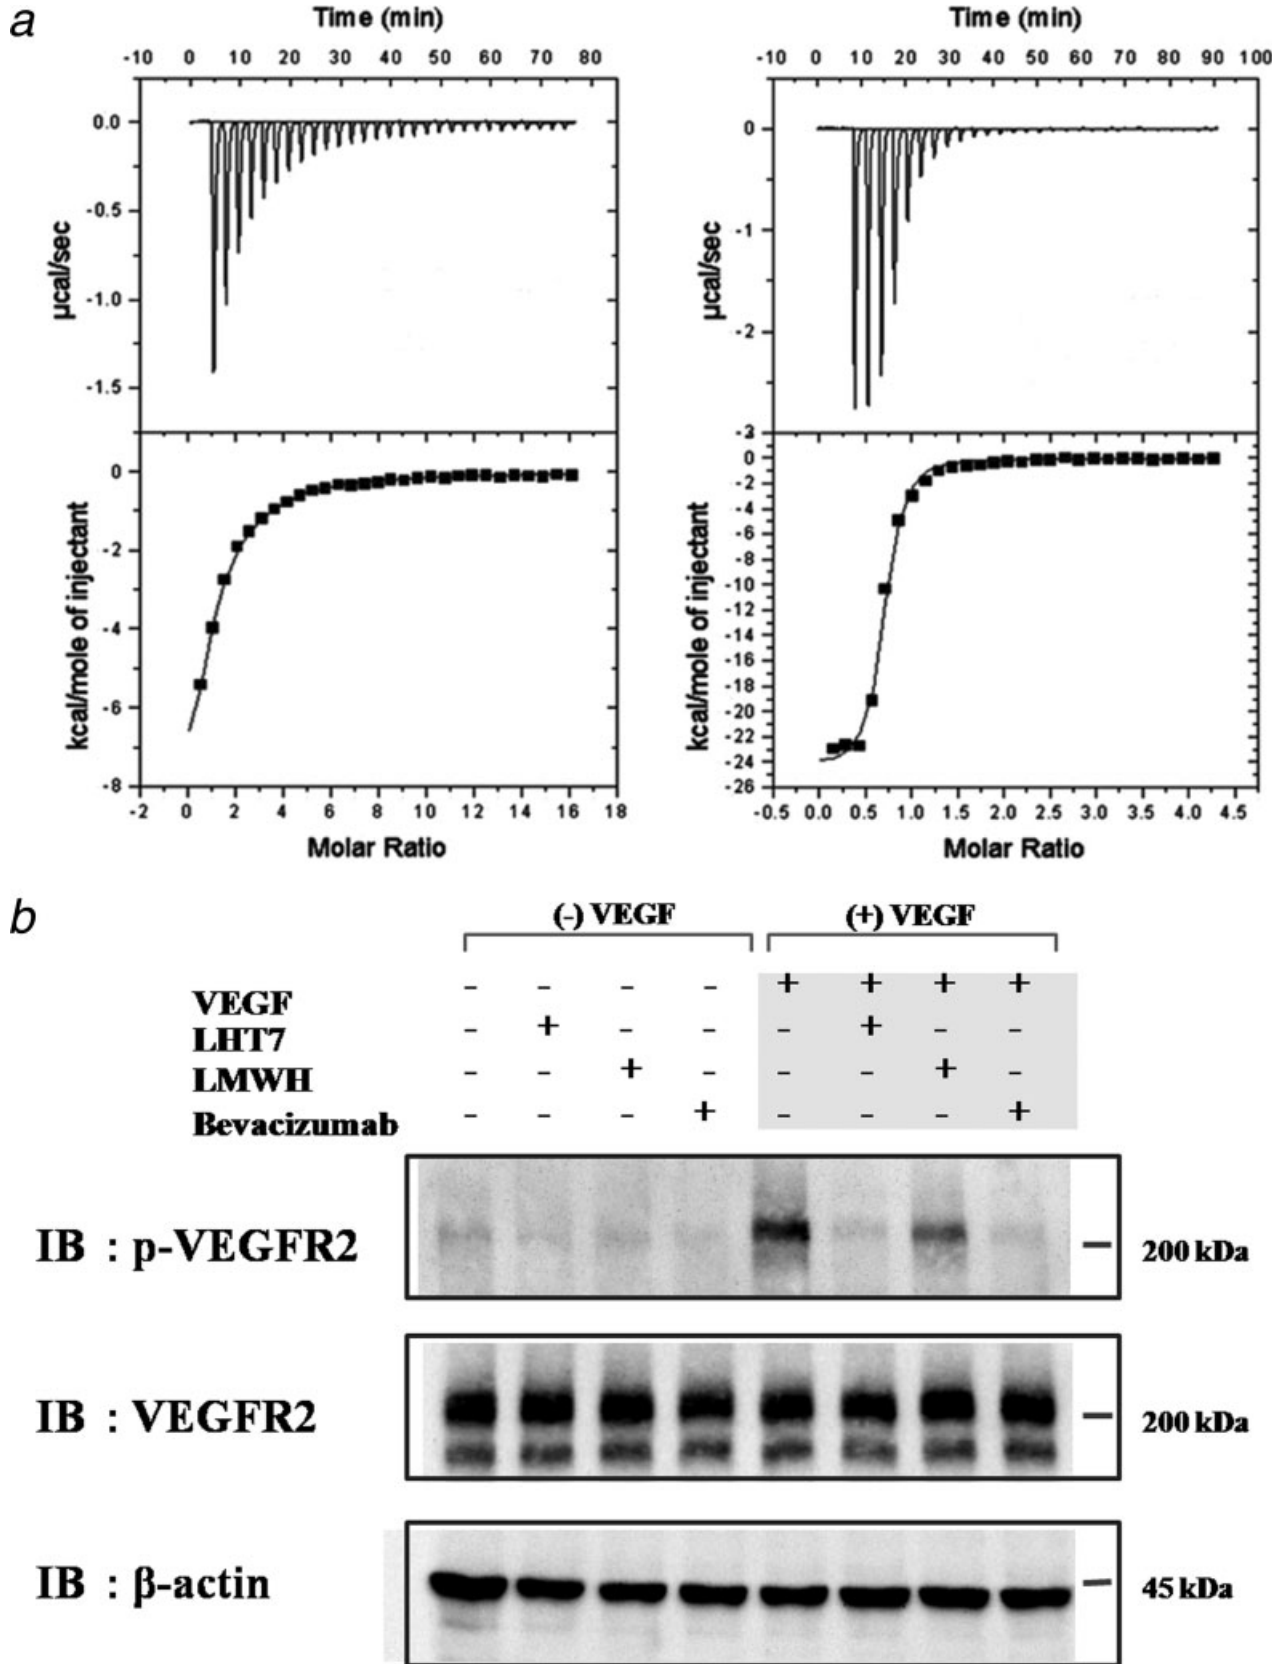 a
Time (min)
-10 0 10 20 30 40 50 60 70 80 90
0.0
-0.5
-1.0
-1.5
µcal/sec
0
-2
-4
-6
-8
kcal/mole of injectant
-2 0 2 4 6 8 10 12 14 16 18
Molar Ratio
Time (min)
-10 0 10 20 30 40 50 60 70 80 90 100
0
-1
-2
-3
µcal/sec
0
-2
-4
-6
-8
-10
-12
-14
-16
-18
-20
-22
-24
-26
kcal/mole of injectant
-0.5 0.0 0.5 1.0 1.5 2.0 2.5 3.0 3.5 4.0 4.5
Molar Ratio
b
(-) VEGF (+) VEGF
VEGF - - - - + + + +
LHT7 - + - - - + - -
LMWH - - + - - - + -
Bevacizumab - - - + - - - +
IB : p-VEGFR2 200 kDa
IB : VEGFR2 200 kDa
IB : β-actin 45 kDa